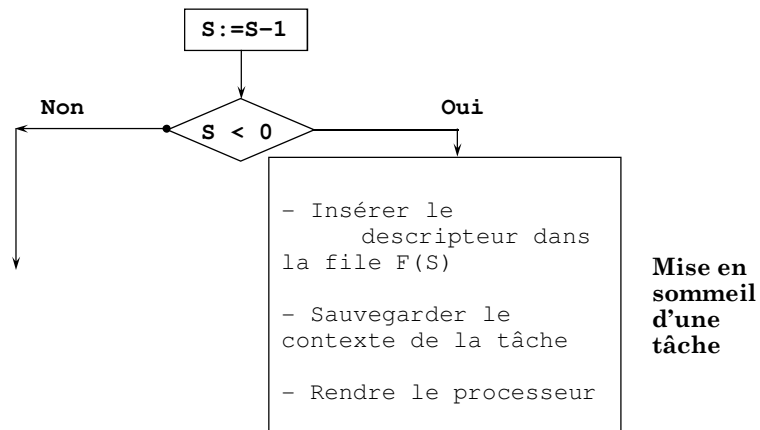 S:=S−1
Non
Oui
S < 0
− Insérer le
descripteur dans
la file F(S)
− Sauvegarder le
contexte de la tâche
− Rendre le processeur
Mise en
sommeil
d'une
tâche